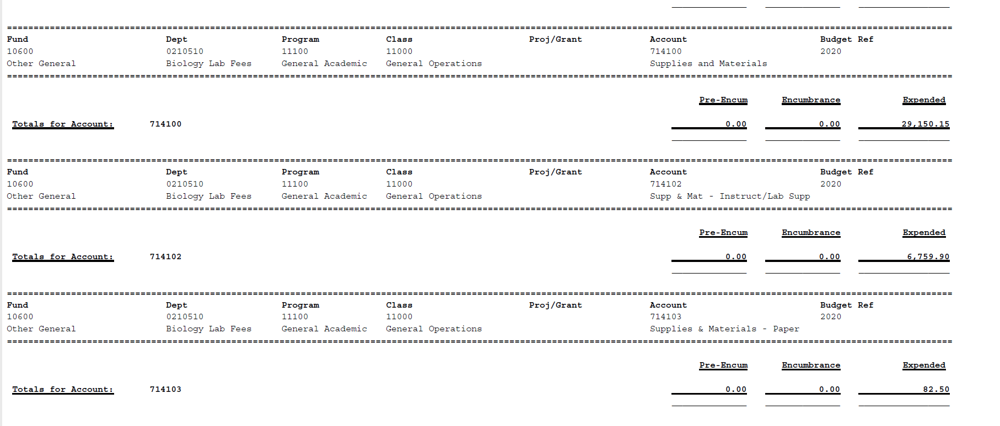 Fund Dept Program Class Proj/Grant Account Budget Ref
10600 0210510 11100 11000 714100 2020
Other General Biology Lab Fees General Academic General Operations Supplies and Materials
Pre-Encum Encumbrance Expended
Totals for Account: 714100 0.00 0.00 29,150.15
Fund Dept Program Class Proj/Grant Account Budget Ref
10600 0210510 11100 11000 714102 2020
Other General Biology Lab Fees General Academic General Operations Supp & Mat - Instruct/Lab Supp
Pre-Encum Encumbrance Expended
Totals for Account: 714102 0.00 0.00 6,759.90
Fund Dept Program Class Proj/Grant Account Budget Ref
10600 0210510 11100 11000 714103 2020
Other General Biology Lab Fees General Academic General Operations Supplies & Materials - Paper
Pre-Encum Encumbrance Expended
Totals for Account: 714103 0.00 0.00 82.50